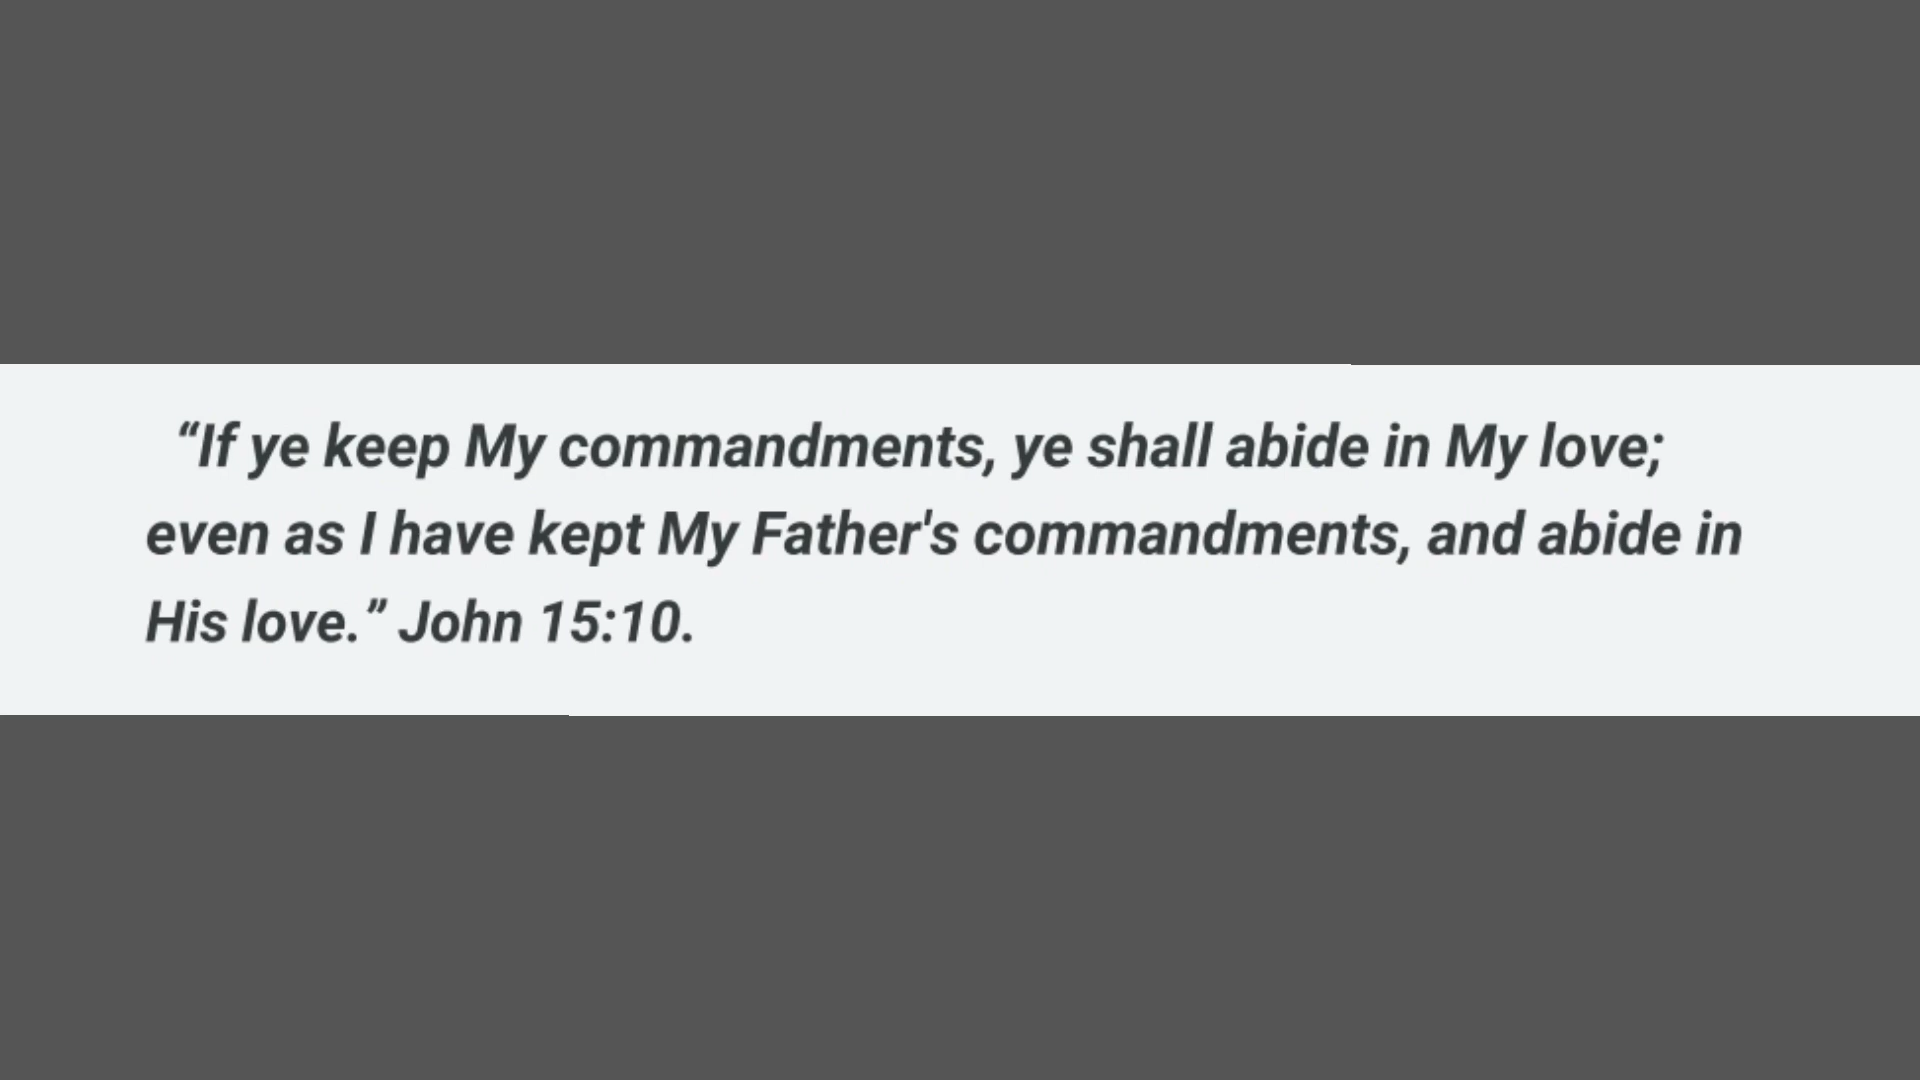 “If ye keep My commandments, ye shall abide in My love;
even as I have kept My Father's commandments, and abide in
His love.” John 15:10.